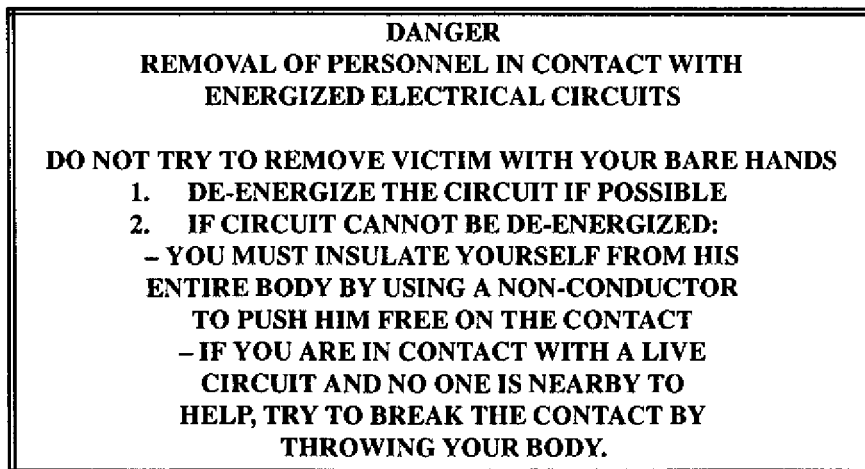 DANGER
REMOVAL OF PERSONNEL IN CONTACT WITH
ENERGIZED ELECTRICAL CIRCUITS
DO NOT TRY TO REMOVE VICTIM WITH YOUR BARE HANDS
1. DE-ENERGIZE THE CIRCUIT IF POSSIBLE
2. IF CIRCUIT CANNOT BE DE-ENERGIZED:
– YOU MUST INSULATE YOURSELF FROM HIS
ENTIRE BODY BY USING A NON-CONDUCTOR
TO PUSH HIM FREE ON THE CONTACT
– IF YOU ARE IN CONTACT WITH A LIVE
CIRCUIT AND NO ONE IS NEARBY TO
HELP, TRY TO BREAK THE CONTACT BY
THROWING YOUR BODY.